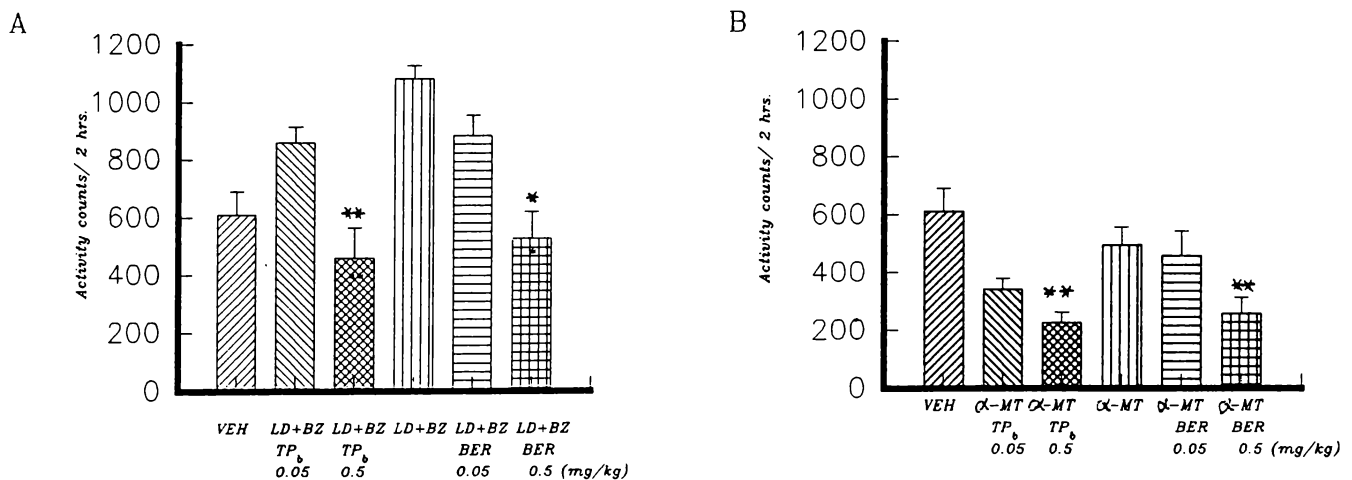 A
Activity counts/ 2 hrs.
1200
1000
800
600
400
200
0
**
*
VEH LD+BZ LD+BZ LD+BZ LD+BZ LD+BZ
TPb TPb BER BER
0.05 0.5 0.05 0.5 (mg/kg)
B
Activity counts/ 2 hrs.
1200
1000
800
600
400
200
0
**
**
VEH α-MT α-MT α-MT α-MT α-MT
TPb TPb BER BER
0.05 0.5 0.05 0.5 (mg/kg)